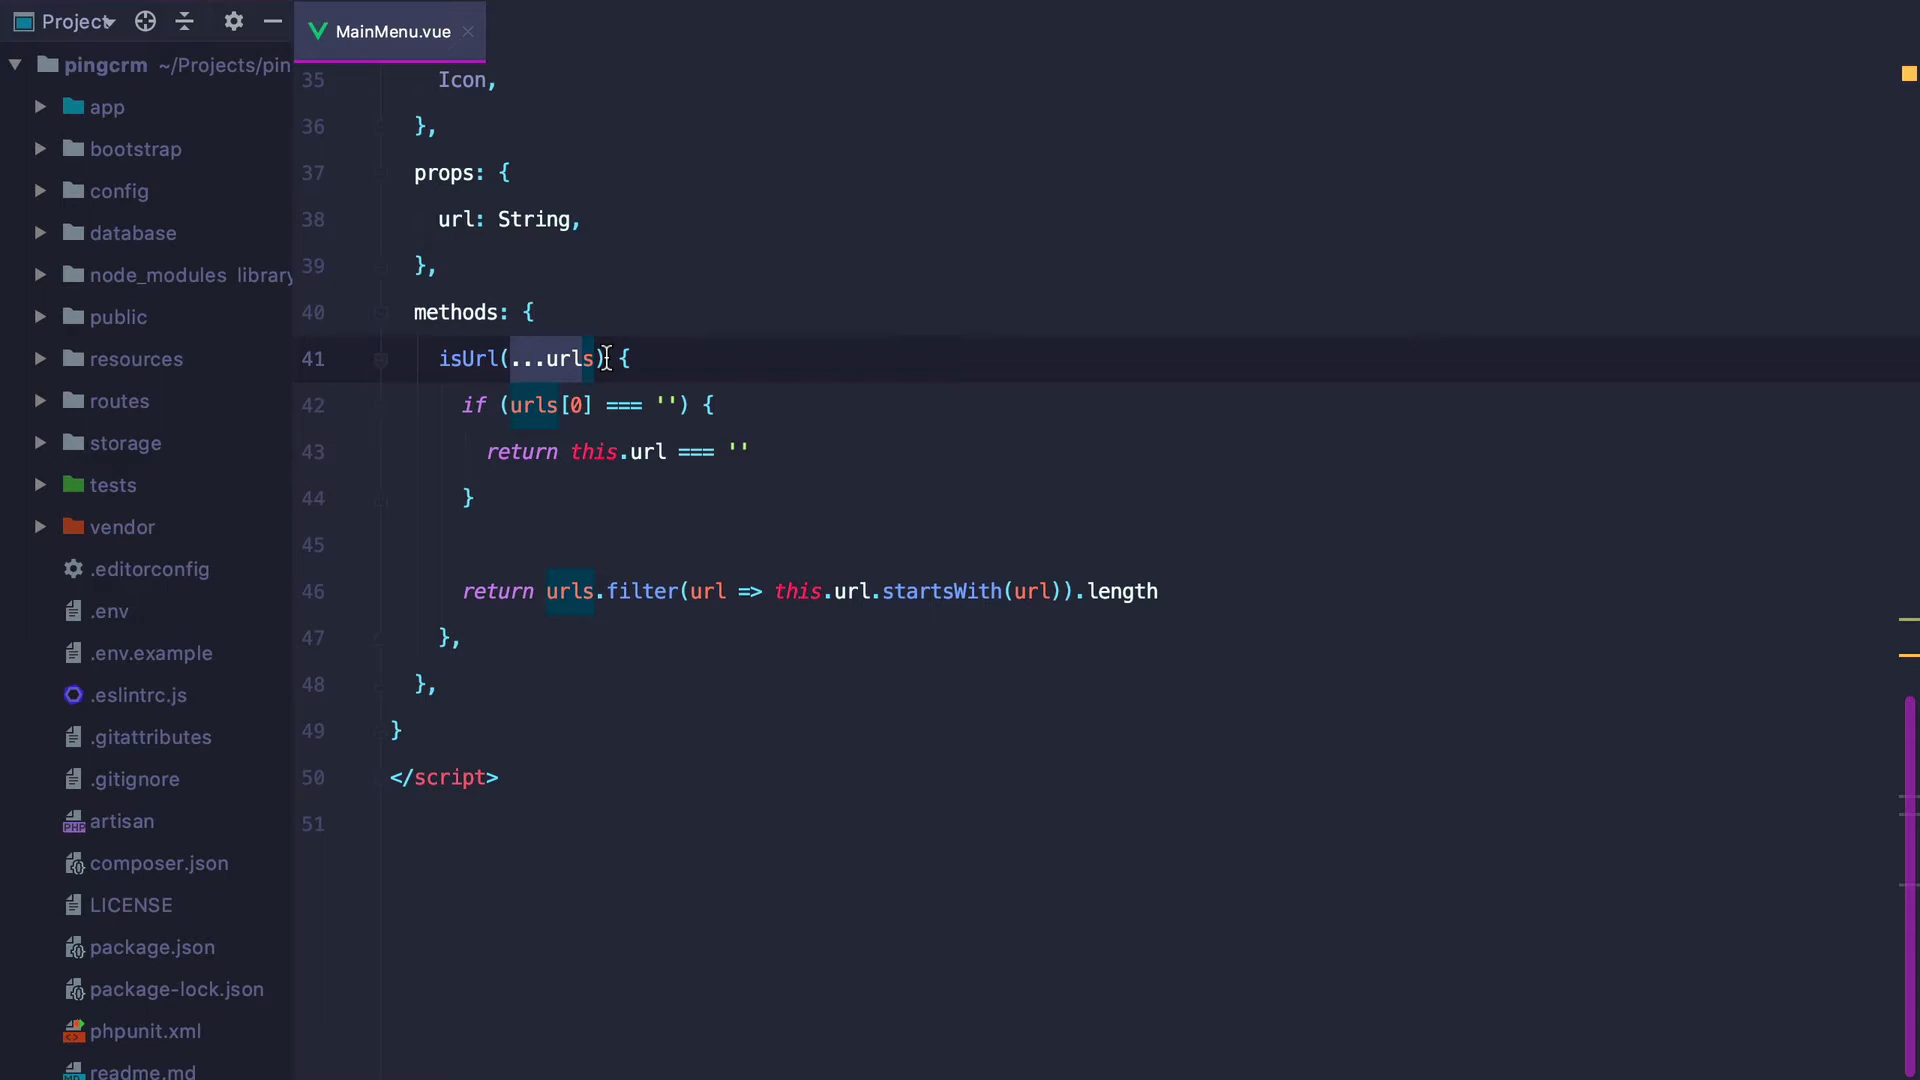 Project
MainMenu.vue
pingcrm ~/Projects/pin
app
bootstrap
config
database
node_modules library
public
resources
routes
storage
tests
vendor
.editorconfig
.env
.env.example
.eslintrc.js
.gitattributes
.gitignore
artisan
composer.json
LICENSE
package.json
package-lock.json
phpunit.xml
readme.md
35 Icon,
36 },
37 props: {
38 url: String,
39 },
40 methods: {
41 isUrl(...urls) {
42 if (urls[0] === '') {
43 return this.url === ''
44 }
45
46 return urls.filter(url => this.url.startsWith(url)).length
47 },
48 },
49 }
50 </script>
51